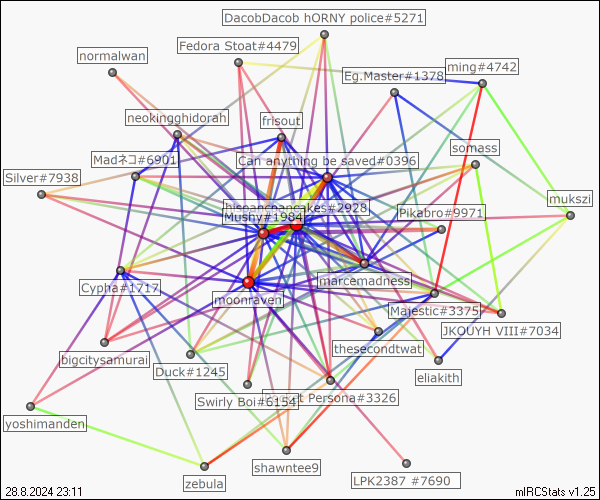 DacobDacob hORNY police#5271
Fedora Stoat#4479
normalwan
ming#4742
Eg.Master#1378
neokingghidorah
frisout
somass
Madネコ#6901
Can anything be saved#0396
Silver#7938
mukszi
hispanicpancakes#2928
Mushy#1984
Pikabro#9971
marcemadness
Cypha#1717
moonraven
Majestic#3375
JKQUYH VIII#7034
thesecondtwat
bigcitysamurai
Duck#1245
eliakith
Swirly Boi#6154
Persona#3326
yoshimanden
shawntee9
zebula
LPK2387 #7690
28.8.2024 23:11
mIRCStats v1.25